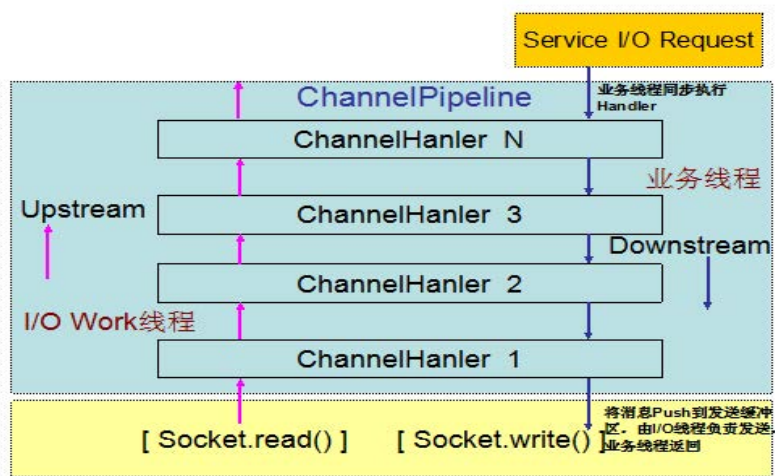 Service I/O Request
ChannelPipeline
业务线程同步执行
Handler
ChannelHanler N
业务线程
Upstream
ChannelHanler 3
Downstream
ChannelHanler 2
I/O Work线程
ChannelHanler 1
[ Socket.read() ]
[ Socket.write() ]
将消息Push到发送缓冲
区，由I/O线程负责发送，
业务线程返回